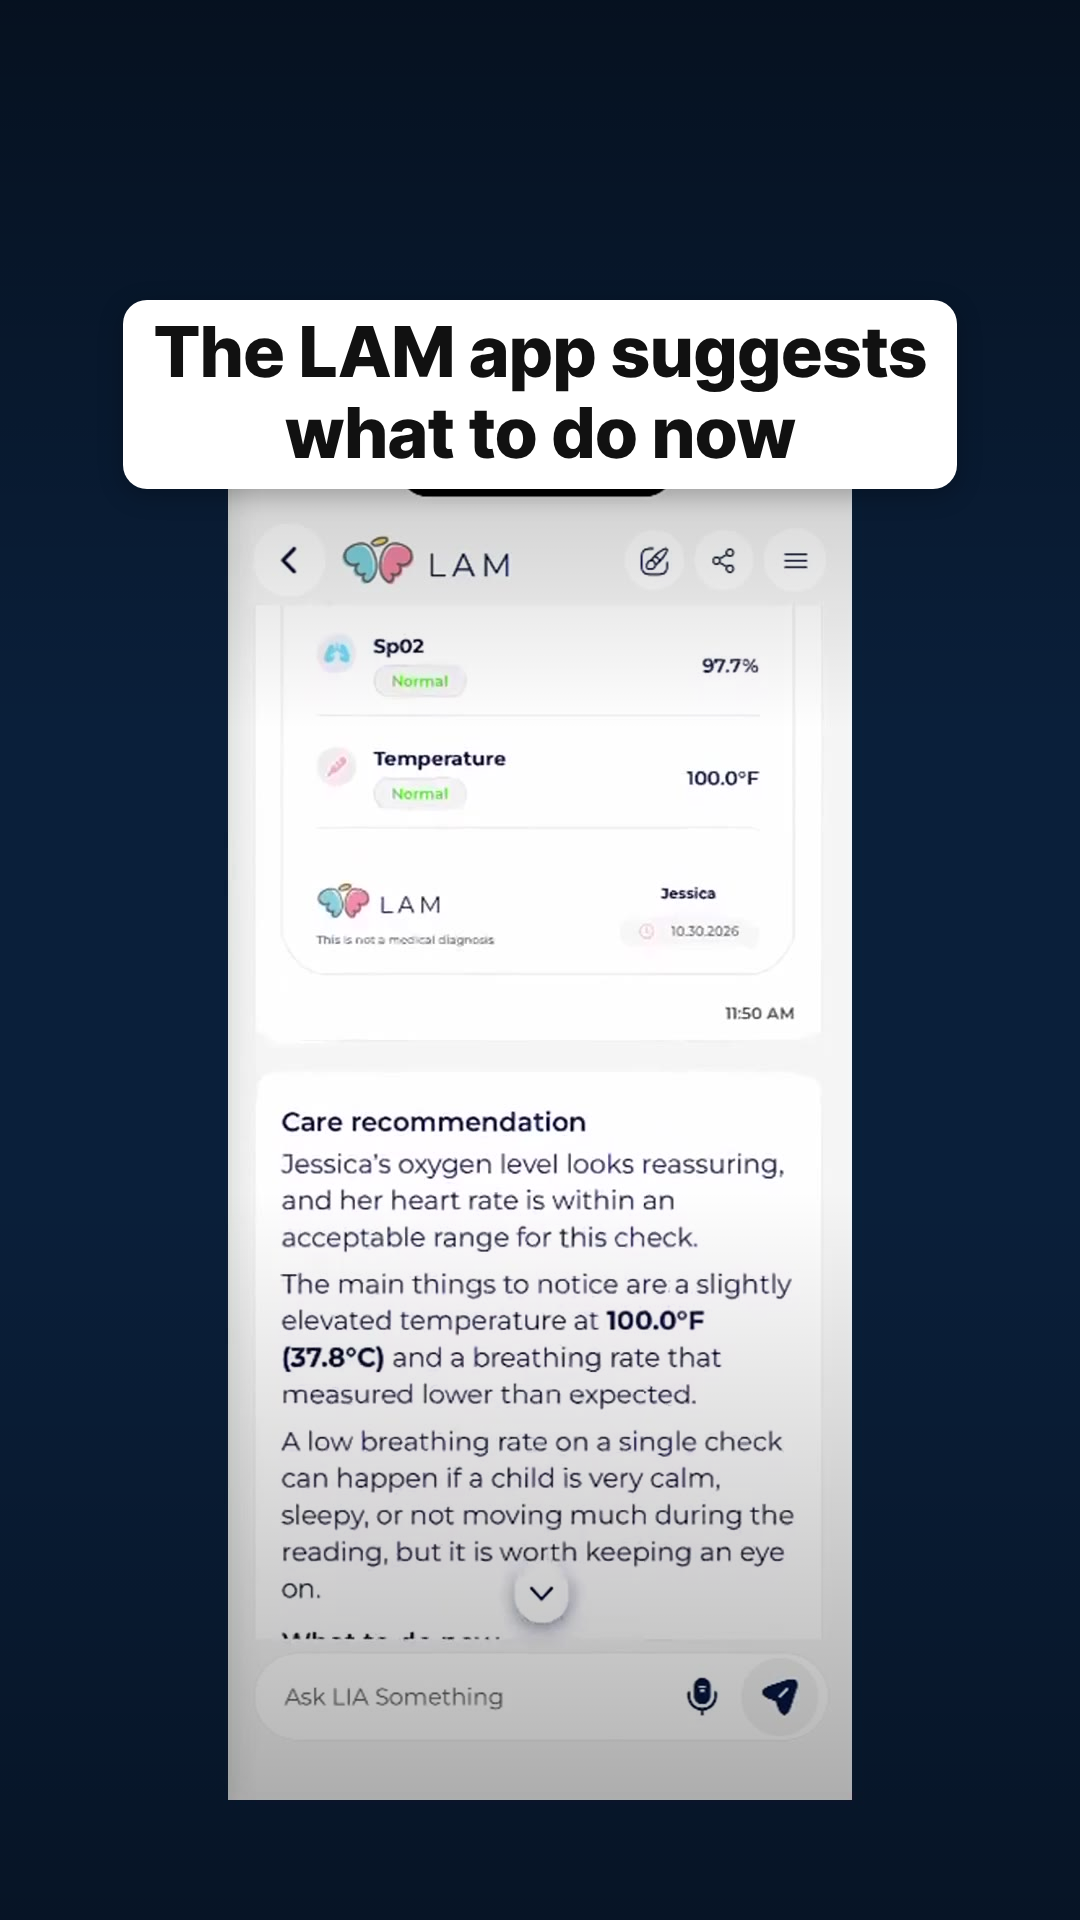 The LAM app suggests
what to do now
LAM
Sp02
Normal
97.7%
Temperature
Normal
100.0°F
LAM
This is not a medical diagnosis
Jessica
10.30.2026
11:50 AM
Care recommendation
Jessica's oxygen level looks reassuring,
and her heart rate is within an
acceptable range for this check.
The main things to notice are a slightly
elevated temperature at 100.0°F
(37.8°C) and a breathing rate that
measured lower than expected.
A low breathing rate on a single check
can happen if a child is very calm,
sleepy, or not moving much during the
reading, but it is worth keeping an eye
on.
What to do now
Ask LIA Something